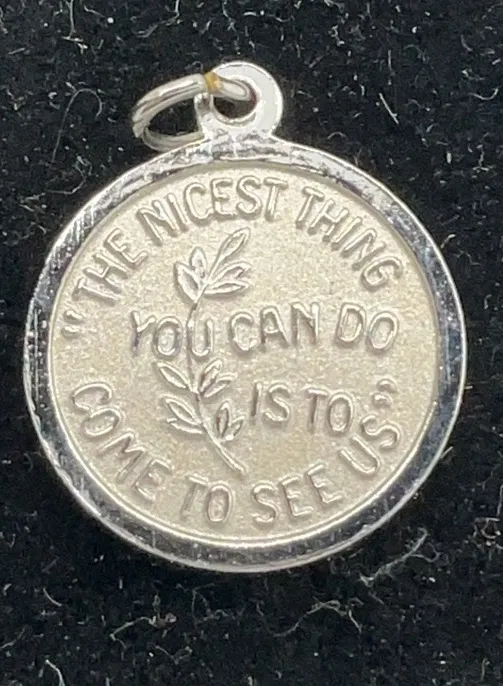 "THE NICEST THING
YOU CAN DO
IS TO
COME TO SEE US"